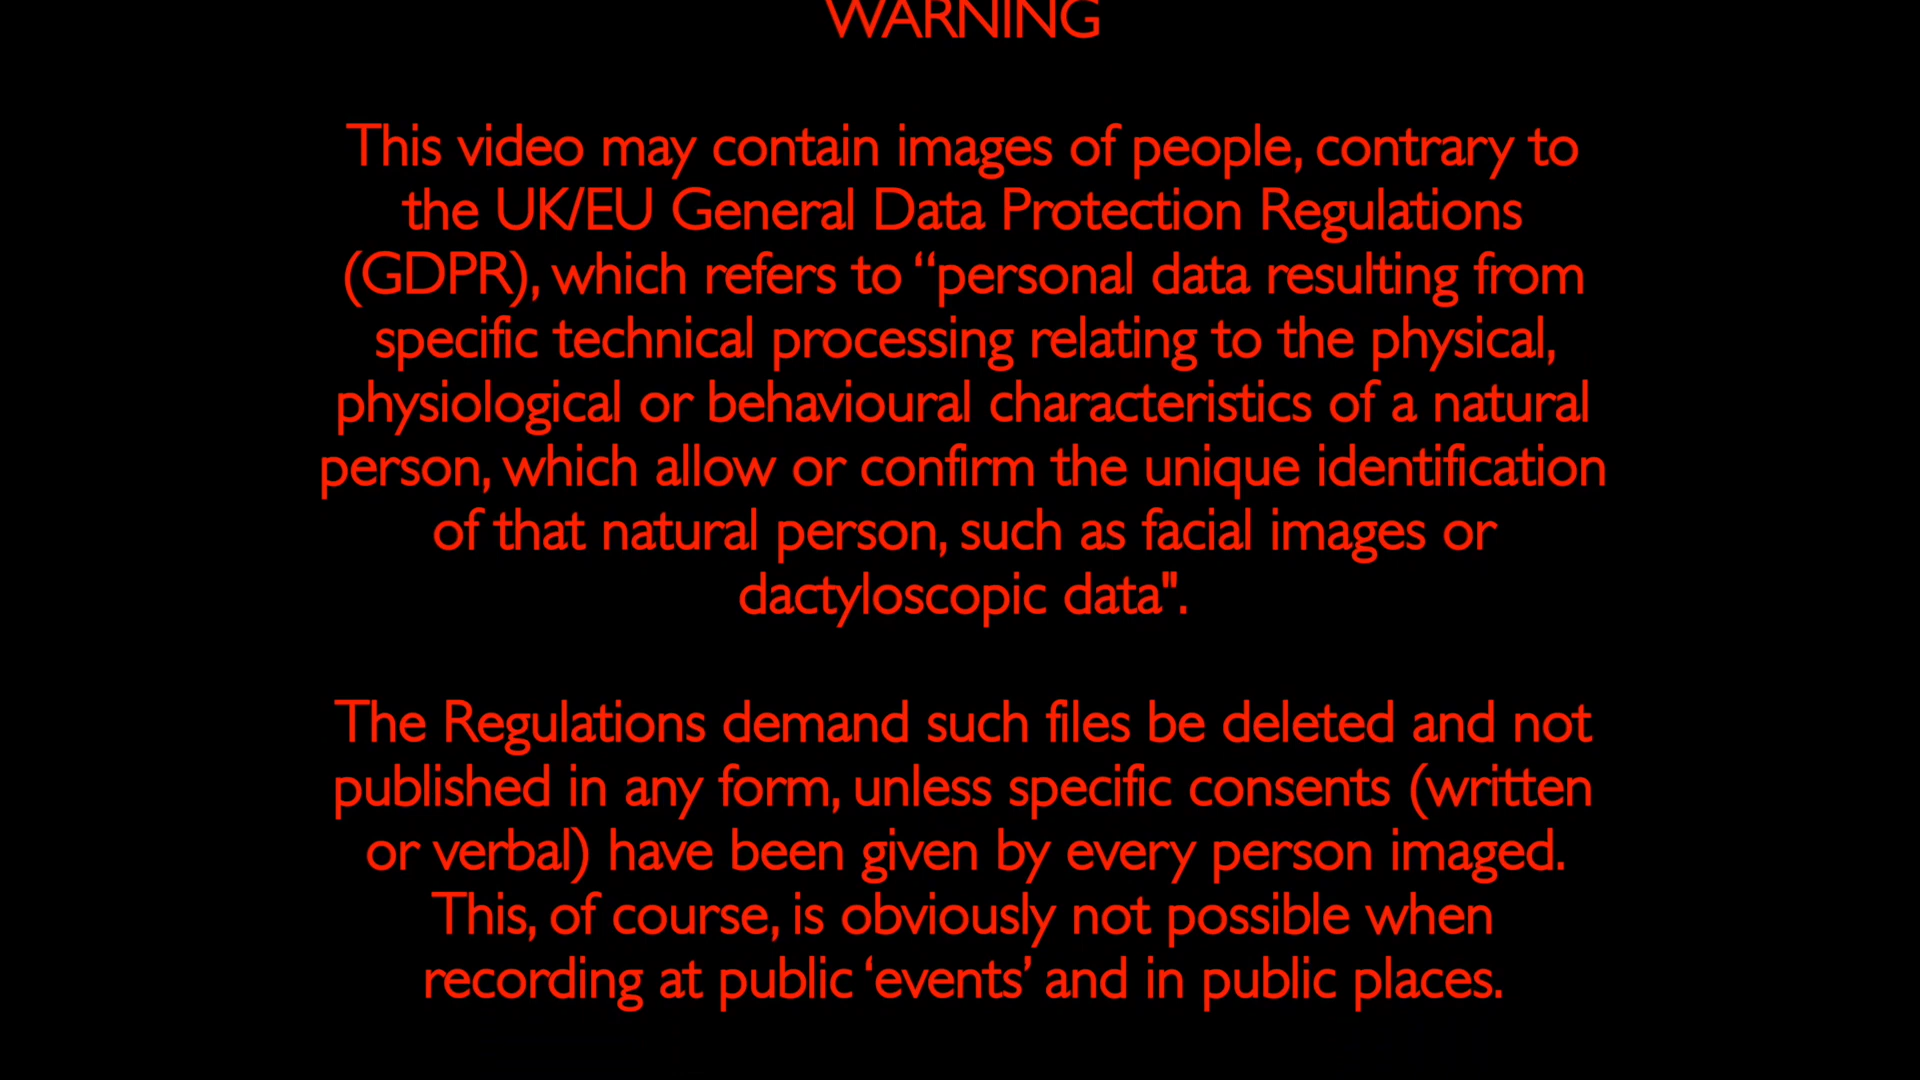 WARNING
This video may contain images of people, contrary to
the UK/EU General Data Protection Regulations
(GDPR), which refers to “personal data resulting from
specific technical processing relating to the physical,
physiological or behavioural characteristics of a natural
person, which allow or confirm the unique identification
of that natural person, such as facial images or
dactyloscopic data".
The Regulations demand such files be deleted and not
published in any form, unless specific consents (written
or verbal) have been given by every person imaged.
This, of course, is obviously not possible when
recording at public ‘events’ and in public places.